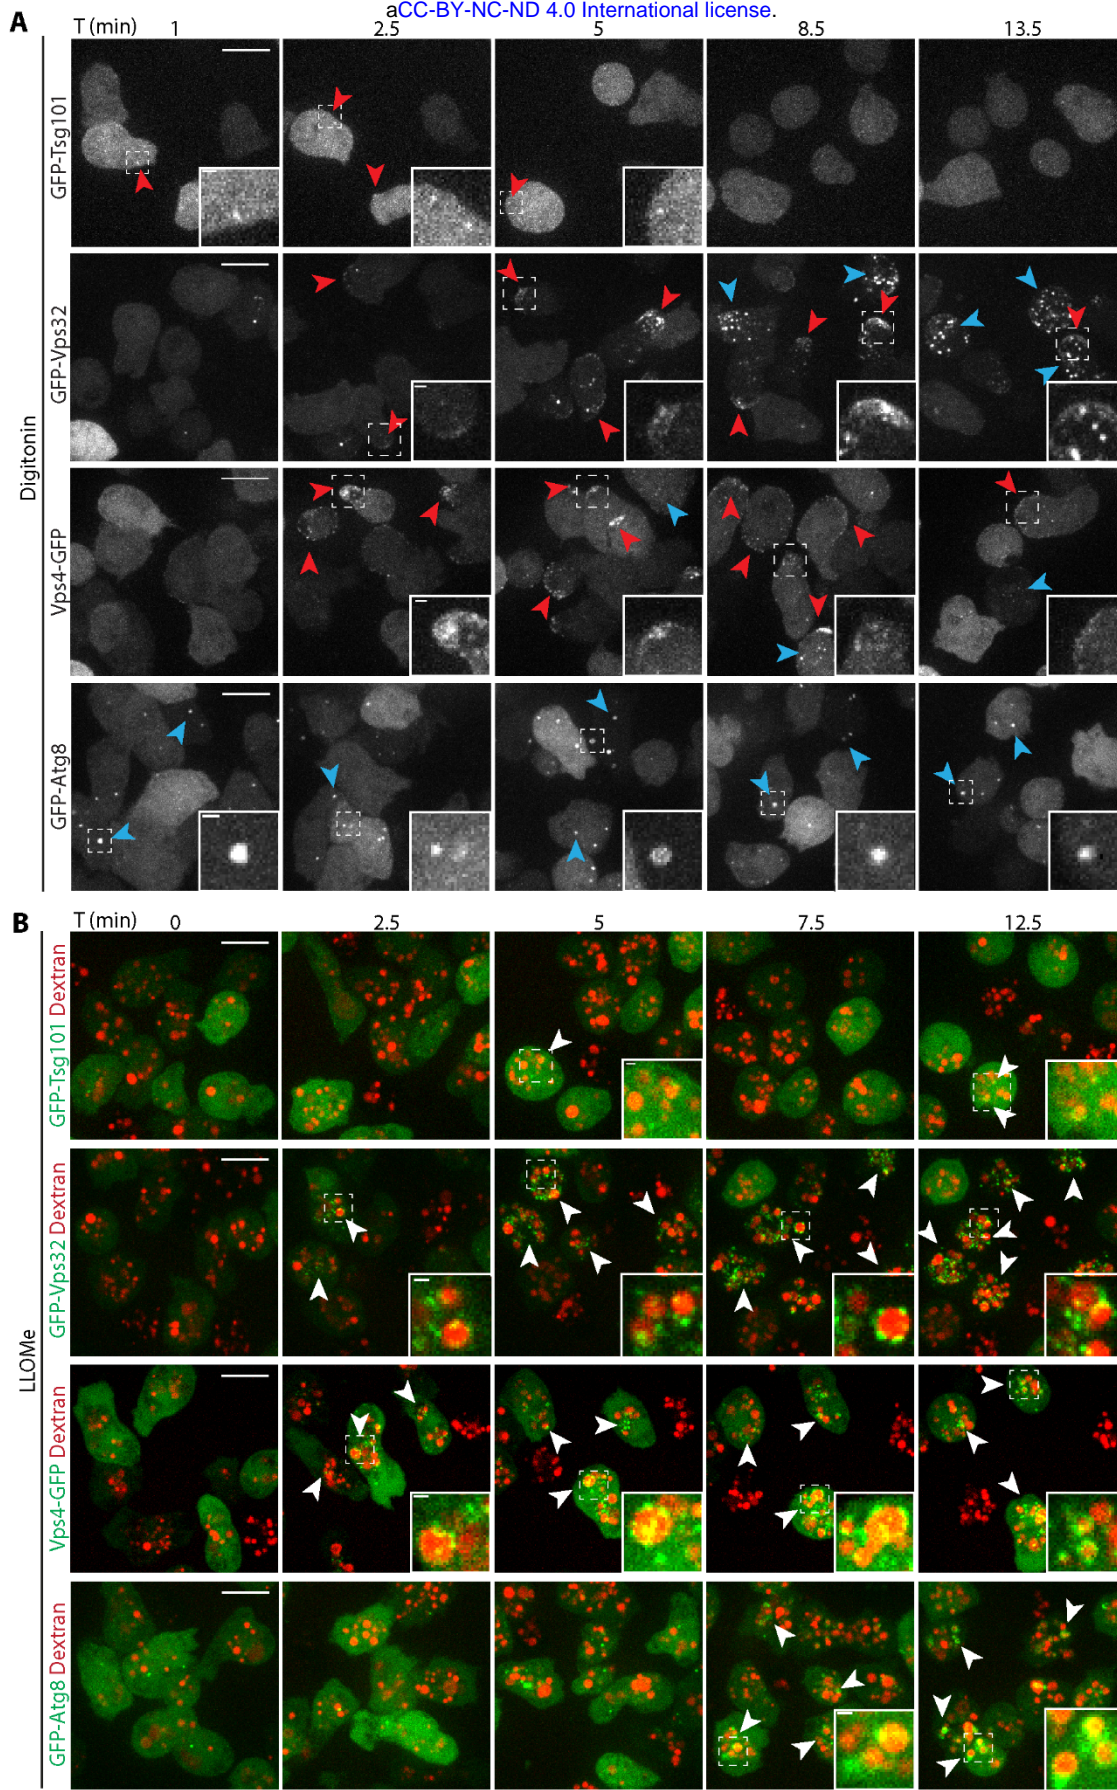 aCC-BY-NC-ND 4.0 International license.
A
T (min) 1 2.5 5 8.5 13.5
Digitonin
GFP-Tsg101
GFP-Vps32
Vps4-GFP
GFP-Atg8
B
T (min) 0 2.5 5 7.5 12.5
LLOMe
GFP-Tsg101 Dextran
GFP-Vps32 Dextran
Vps4-GFP Dextran
GFP-Atg8 Dextran